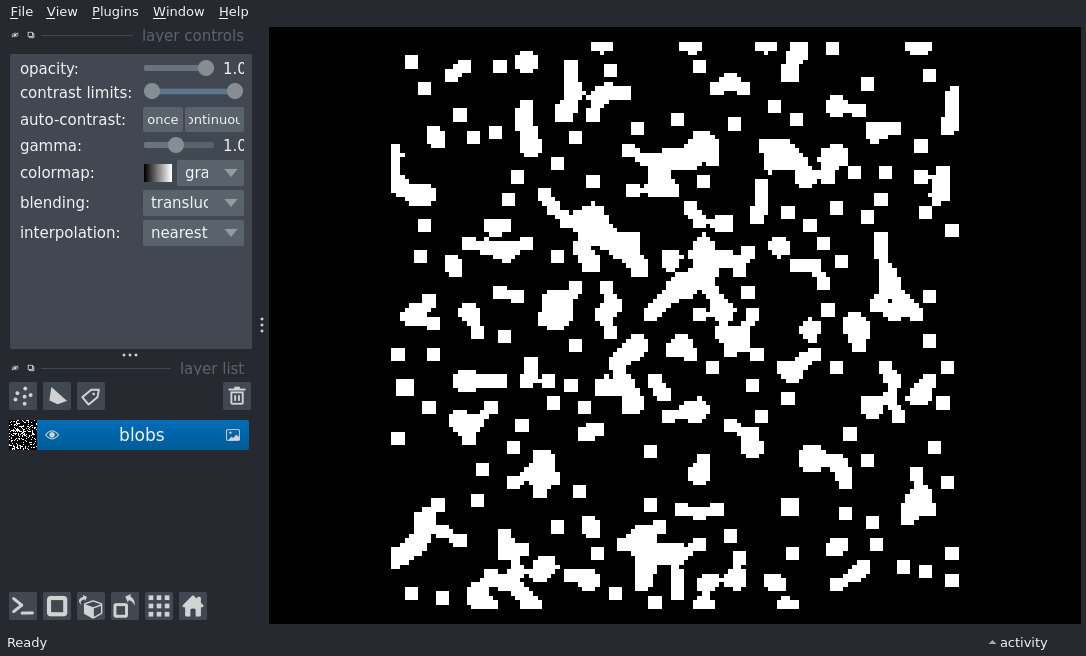 File View Plugins Window Help
layer controls
opacity: 1.0
contrast limits:
auto-contrast: once ontinuou
gamma: 1.0
colormap: gra
blending: transluc
interpolation: nearest
layer list
blobs
Ready activity